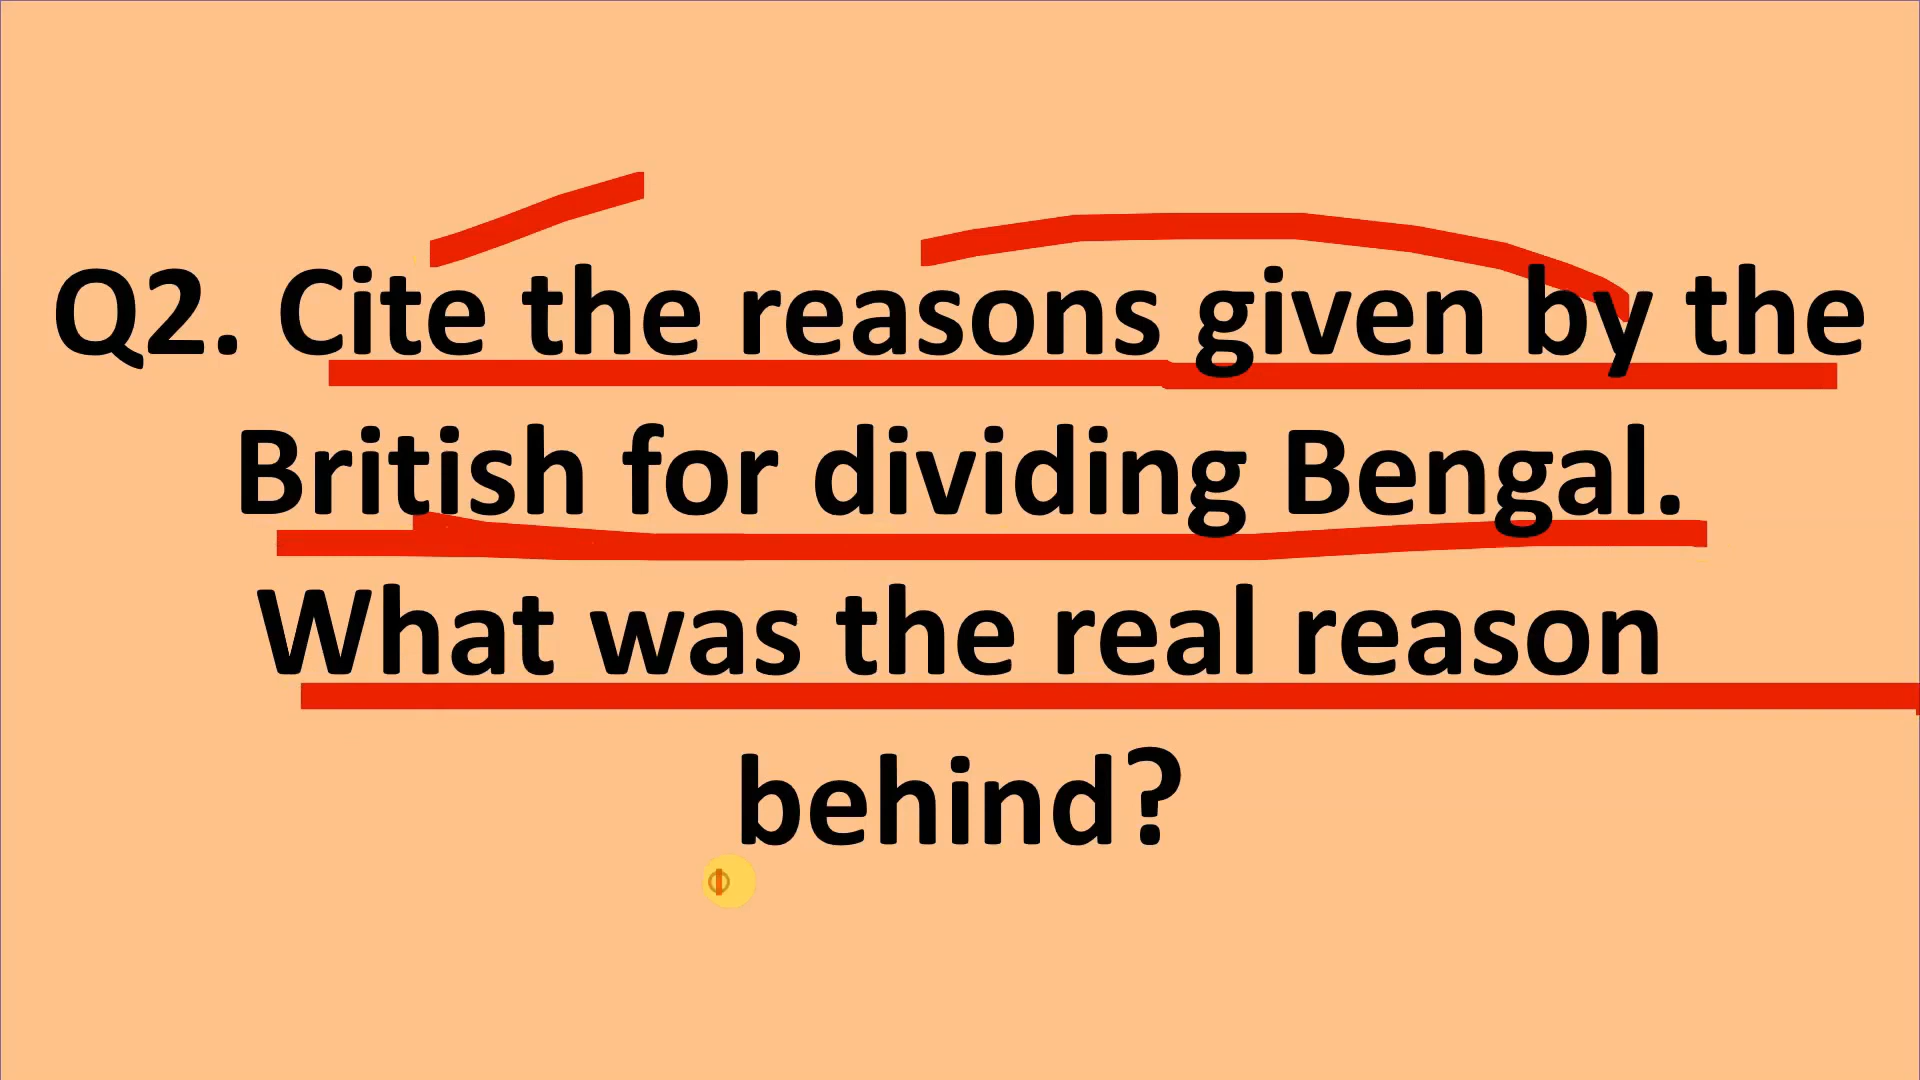 Q2. Cite the reasons given by the
British for dividing Bengal.
What was the real reason
behind?